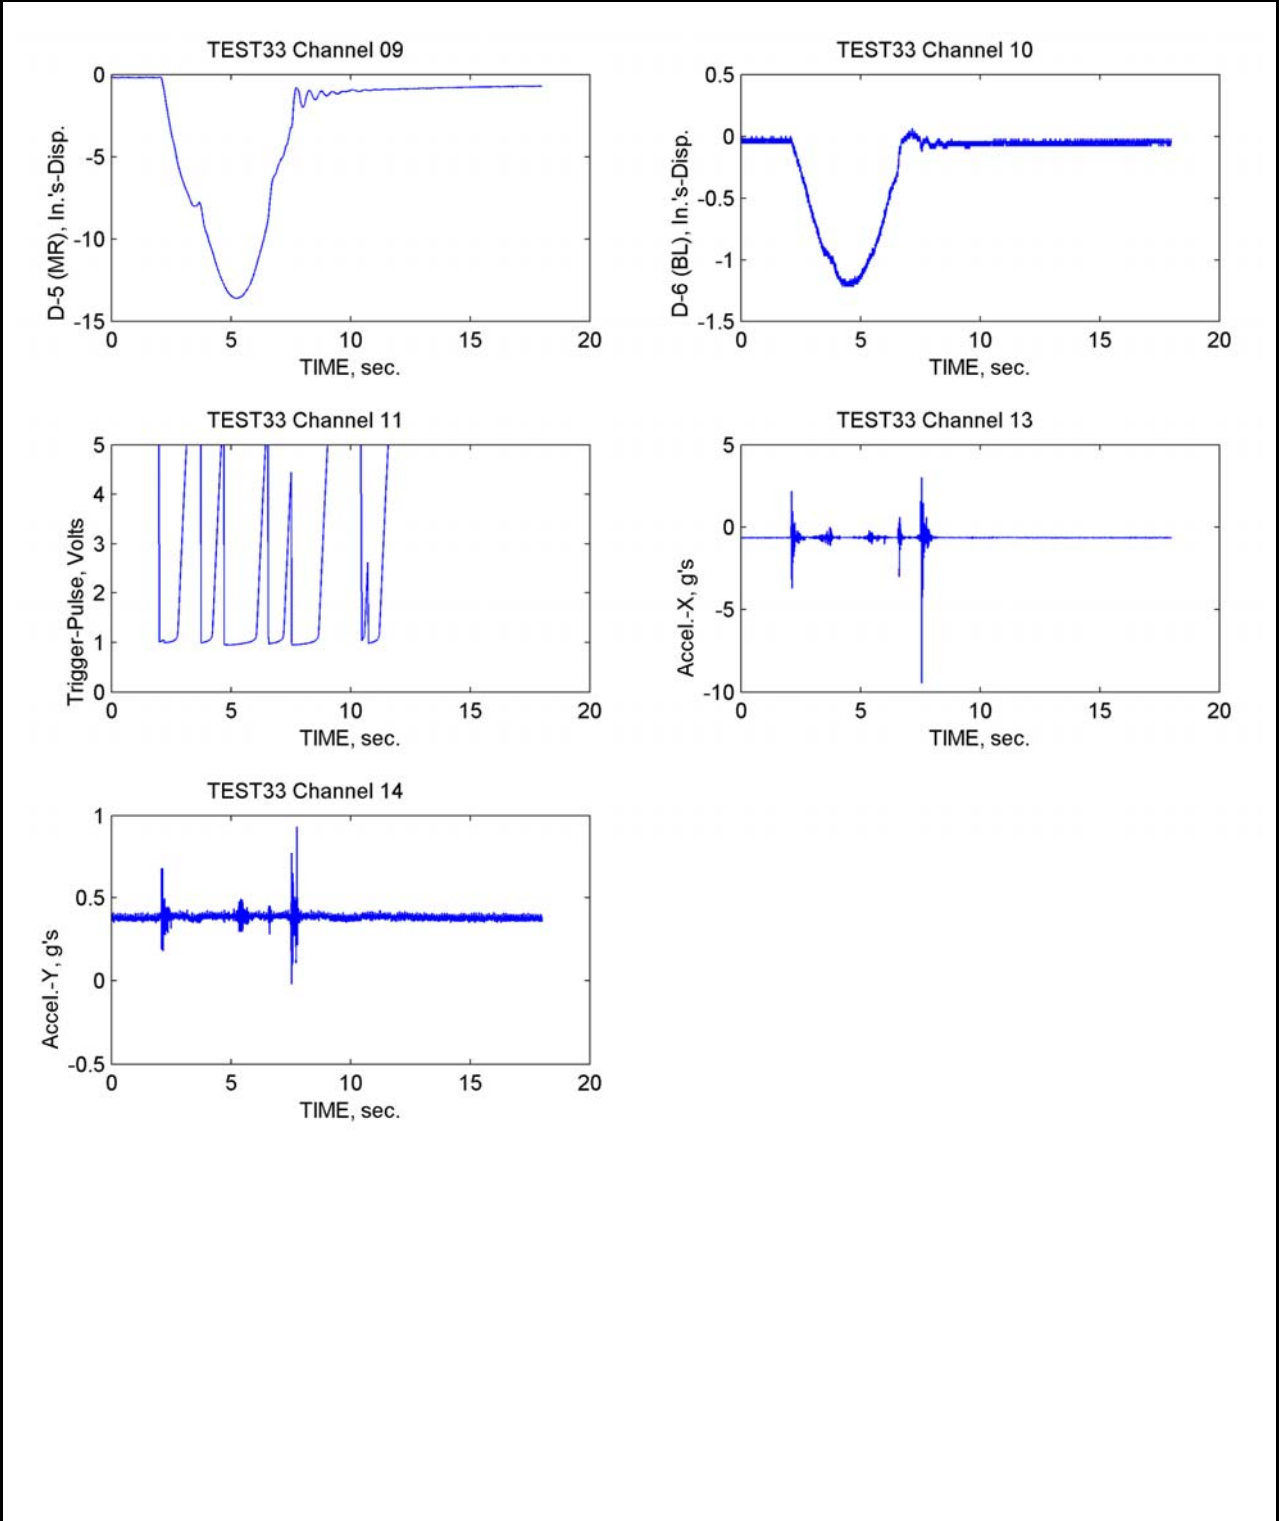 TEST33 Channel 09
0
-5
-10
-15
D-5 (MR), In.'s-Disp.
0 5 10 15 20
TIME, sec.
TEST33 Channel 10
0.5
0
-0.5
-1
-1.5
D-6 (BL), In.'s-Disp.
0 5 10 15 20
TIME, sec.
TEST33 Channel 11
5
4
3
2
1
0
Trigger-Pulse, Volts
0 5 10 15 20
TIME, sec.
TEST33 Channel 13
5
0
-5
-10
Accel.-X, g's
0 5 10 15 20
TIME, sec.
TEST33 Channel 14
1
0.5
0
-0.5
Accel.-Y, g's
0 5 10 15 20
TIME, sec.